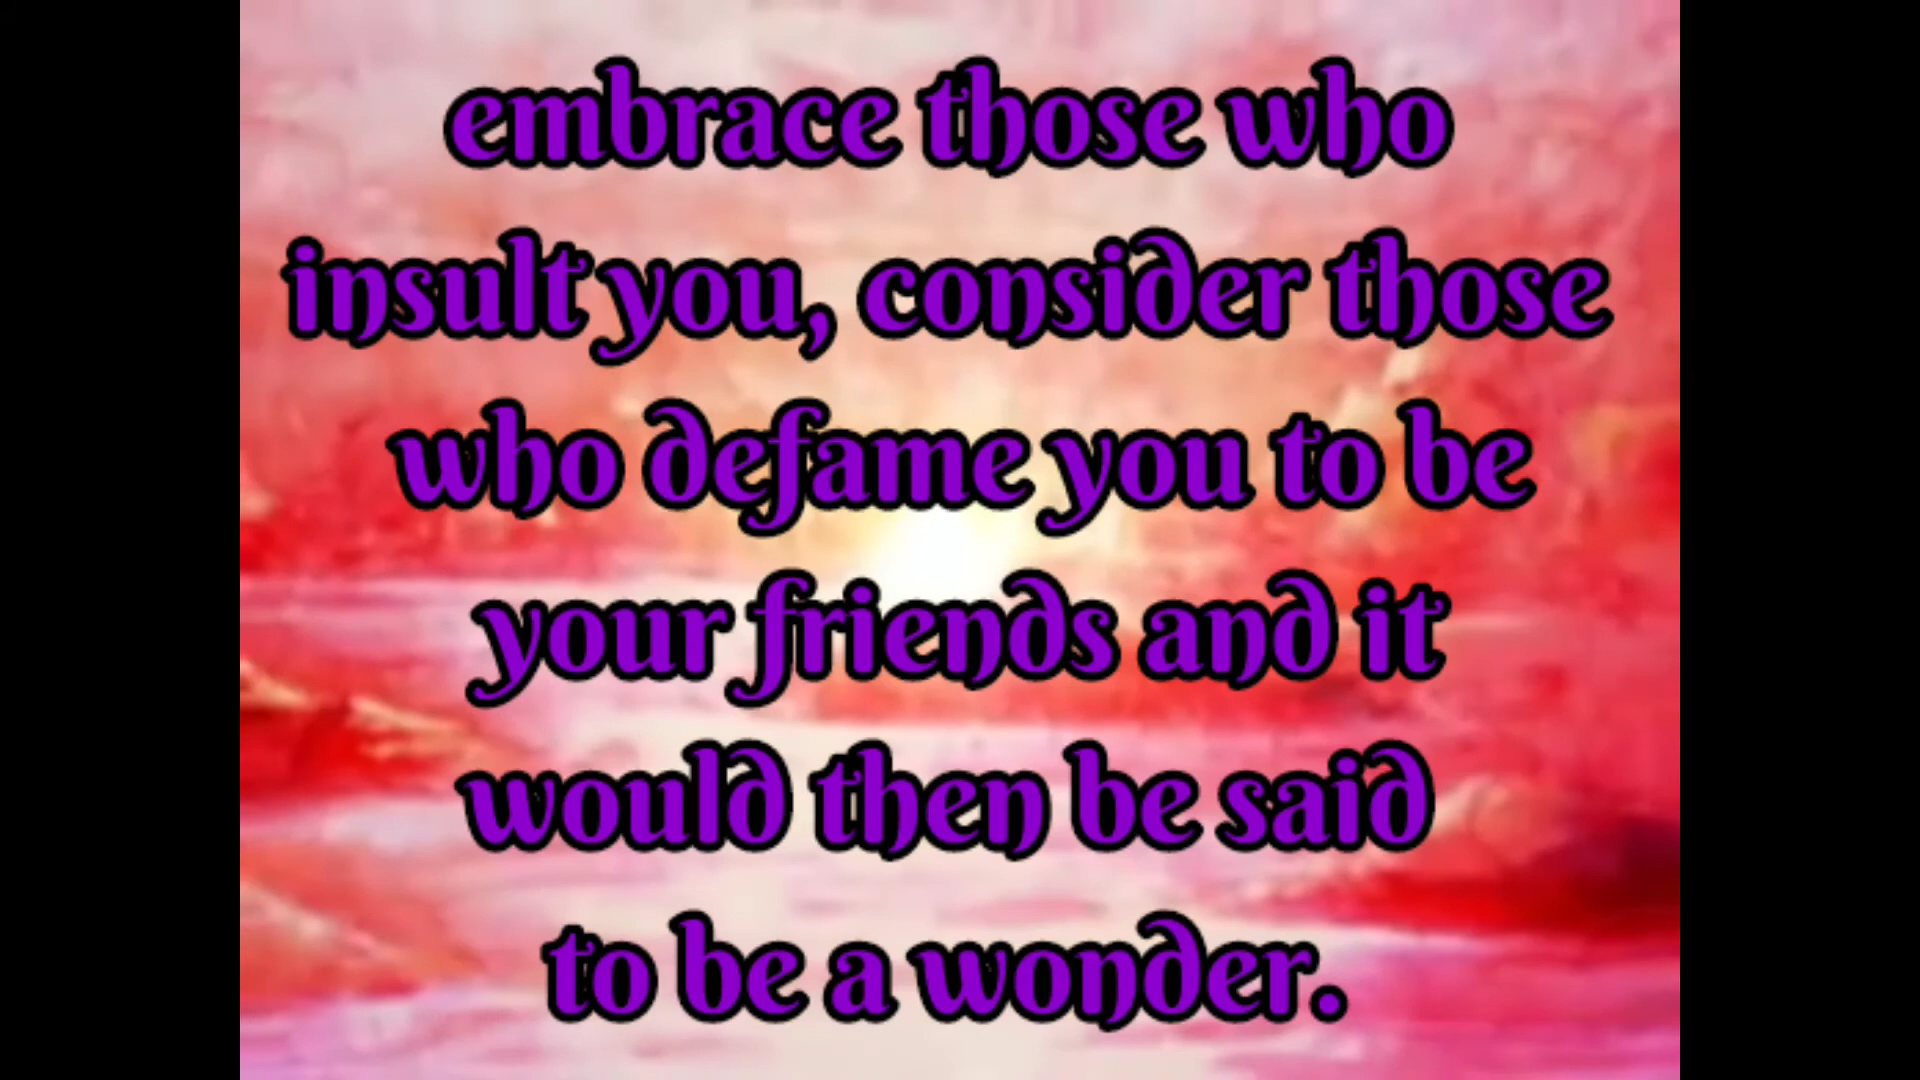 embrace those who
insult you, consider those
who defame you to be
your friends and it
would then be said
to be a wonder.